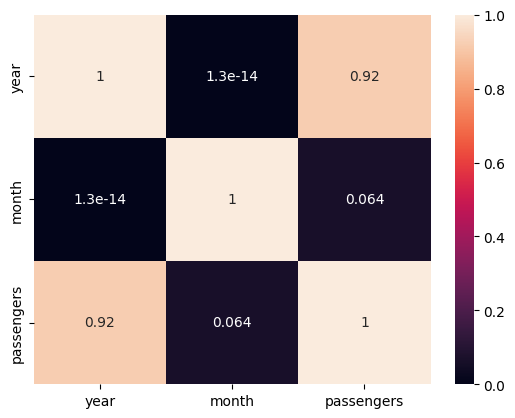 year
1
1.3e-14
0.92
month
1.3e-14
1
0.064
passengers
0.92
0.064
1
year
month
passengers
1.0
0.8
0.6
0.4
0.2
0.0